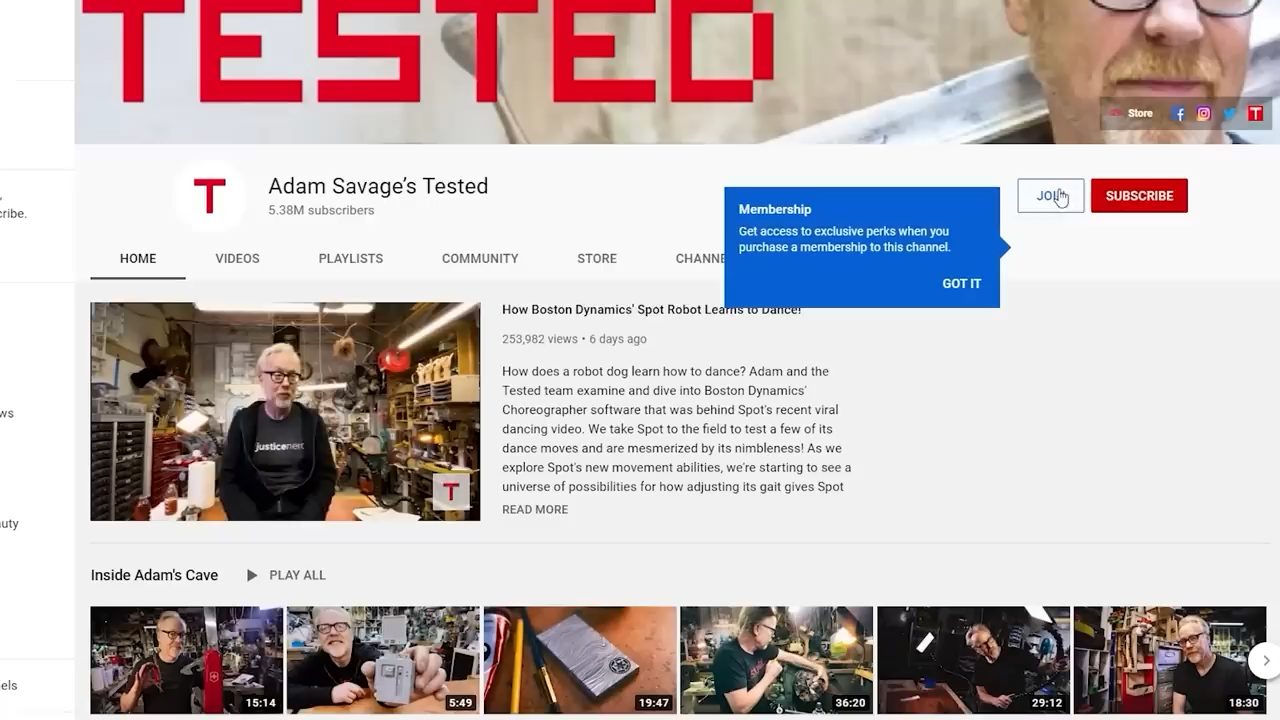 TESTED
Store
T
T
Adam Savage's Tested
5.38M subscribers
JOIN
SUBSCRIBE
Membership
Get access to exclusive perks when you
purchase a membership to this channel.
GOT IT
HOME
VIDEOS
PLAYLISTS
COMMUNITY
STORE
CHANNE
cribe.
How Boston Dynamics' Spot Robot Learns to Dance!
253,982 views • 6 days ago
How does a robot dog learn how to dance? Adam and the
Tested team examine and dive into Boston Dynamics'
Choreographer software that was behind Spot's recent viral
dancing video. We take Spot to the field to test a few of its
dance moves and are mesmerized by its nimbleness! As we
explore Spot's new movement abilities, we're starting to see a
universe of possibilities for how adjusting its gait gives Spot
READ MORE
T
ws
auty
Inside Adam's Cave
PLAY ALL
els
15:14
5:49
19:47
36:20
29:12
18:30